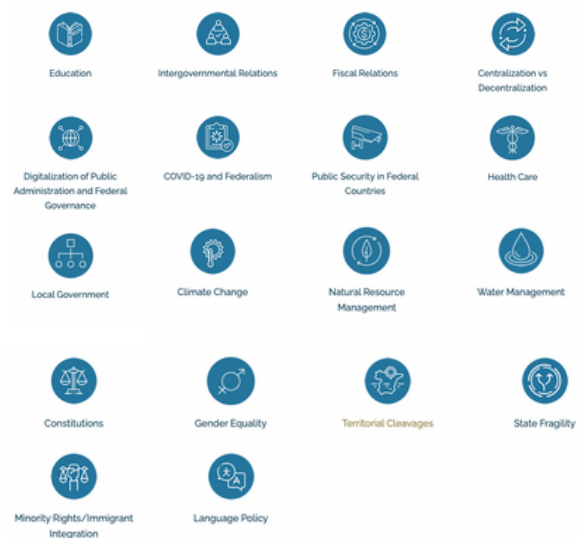 Education
Intergovernmental Relations
Fiscal Relations
Centralization vs
Decentralization
Digitalization of Public
Administration and Federal
Governance
COVID-19 and Federalism
Public Security in Federal
Countries
Health Care
Local Government
Climate Change
Natural Resource
Management
Water Management
Constitutions
Gender Equality
Territorial Cleavages
State Fragility
Minority Rights/Immigrant
Integration
Language Policy